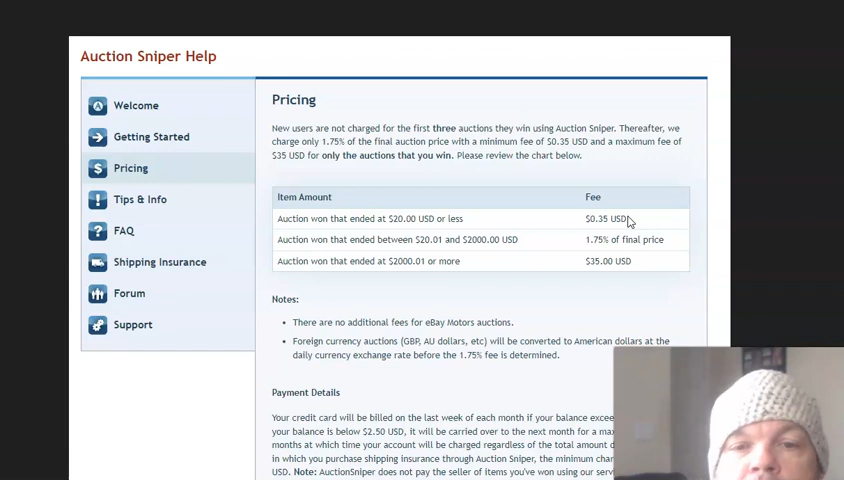 Auction Sniper Help
Welcome
Getting Started
Pricing
Tips & Info
FAQ
Shipping Insurance
Forum
Support
Pricing
New users are not charged for the first three auctions they win using Auction Sniper. Thereafter, we
charge only 1.75% of the final auction price with a minimum fee of $0.35 USD and a maximum fee of
$35 USD for only the auctions that you win. Please review the chart below.
Item Amount Fee
Auction won that ended at $20.00 USD or less $0.35 USD
Auction won that ended between $20.01 and $2000.00 USD 1.75% of final price
Auction won that ended at $2000.01 or more $35.00 USD
Notes:
• There are no additional fees for eBay Motors auctions.
• Foreign currency auctions (GBP, AU dollars, etc) will be converted to American dollars at the
daily currency exchange rate before the 1.75% fee is determined.
Payment Details
Your credit card will be billed on the last week of each month if your balance
your balance is below $2.50 USD, it will be carried over to the next month for a
months at which time your account will be charged regardless of the total amount
in which you purchase shipping insurance through Auction Sniper, the minimum
USD. Note: AuctionSniper does not pay the seller of items you've won using our